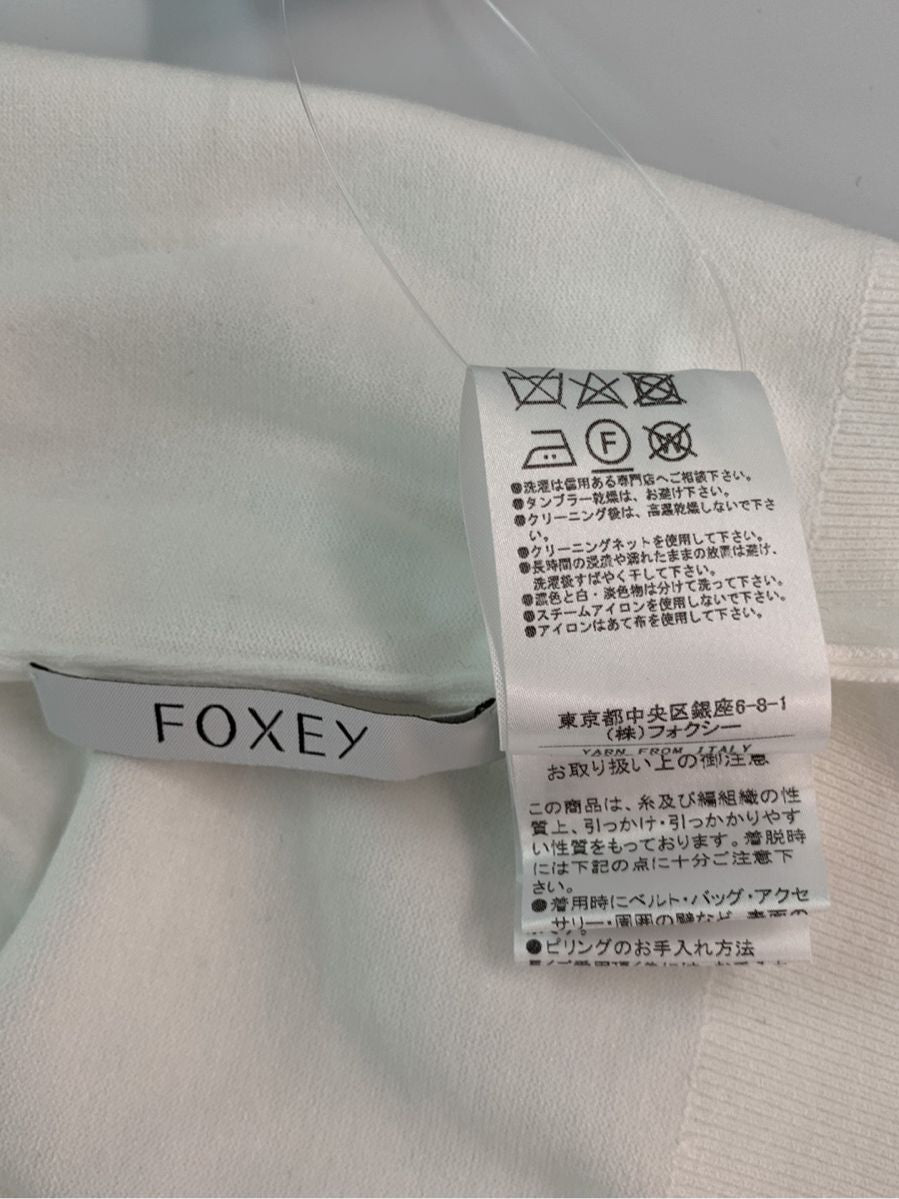 F
W
●洗濯は信用ある専門店へご相談下さい。
●タンブラー乾燥は、お避け下さい。
●クリーニング後は、高温乾燥しないで下さ
い。
●クリーニングネットを使用して下さい。
●長時間の浸流や濡れたままの放置は避け、
洗濯後すばやく干して下さい。
●濃色と白・淡色物は分けて洗って下さい。
●スチームアイロンを使用しないで下さい。
●アイロンはあて布を使用して下さい。
FOXEY
東京都中央区銀座6-8-1
(株)フォクシー
YARN FROM ITALY
お取り扱い上の御注意
この商品は、糸及び編組織の性
質上、引っかけ・引っかかりやす
い性質をもっております。着脱時
には下記の点に十分ご注意下
さい。
●着用時にベルト・バッグ・アクセ
サリー・周囲の壁など、表面の
●ピリングのお手入れ方法